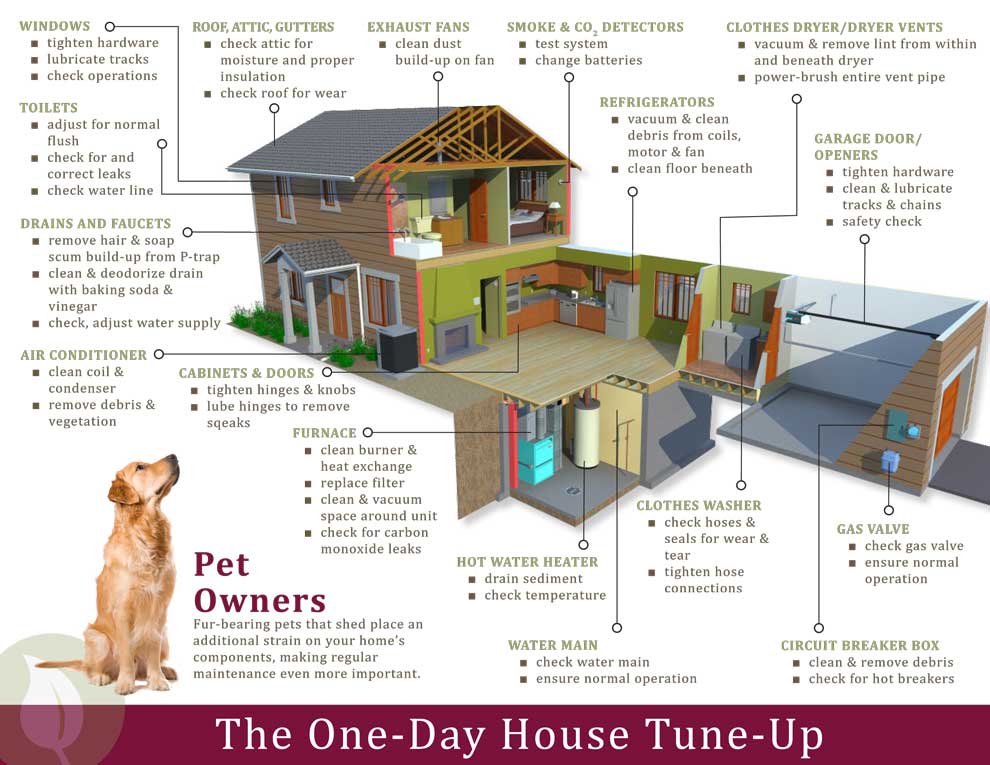 WINDOWS
■ tighten hardware
■ lubricate tracks
■ check operations
ROOF, ATTIC, GUTTERS
■ check attic for
moisture and proper
insulation
■ check roof for wear
EXHAUST FANS
■ clean dust
build-up on fan
SMOKE & CO₂ DETECTORS
■ test system
■ change batteries
CLOTHES DRYER/DRYER VENTS
■ vacuum & remove lint from within
and beneath dryer
■ power-brush entire vent pipe
TOILETS
■ adjust for normal
flush
■ check for and
correct leaks
■ check water line
REFRIGERATORS
■ vacuum & clean
debris from coils,
motor & fan
■ clean floor beneath
GARAGE DOOR/
OPENERS
■ tighten hardware
■ clean & lubricate
tracks & chains
■ safety check
DRAINS AND FAUCETS
■ remove hair & soap
scum build-up from P-trap
■ clean & deodorize drain
with baking soda &
vinegar
■ check, adjust water supply
AIR CONDITIONER
■ clean coil &
condenser
■ remove debris &
vegetation
CABINETS & DOORS
■ tighten hinges & knobs
■ lube hinges to remove
sqeaks
FURNACE
■ clean burner &
heat exchange
■ replace filter
■ clean & vacuum
space around unit
■ check for carbon
monoxide leaks
HOT WATER HEATER
■ drain sediment
■ check temperature
CLOTHES WASHER
■ check hoses &
seals for wear &
tear
■ tighten hose
connections
GAS VALVE
■ check gas valve
■ ensure normal
operation
WATER MAIN
■ check water main
■ ensure normal operation
CIRCUIT BREAKER BOX
■ clean & remove debris
■ check for hot breakers
Pet
Owners
Fur-bearing pets that shed place an
additional strain on your home's
components, making regular
maintenance even more important.
The One-Day House Tune-Up